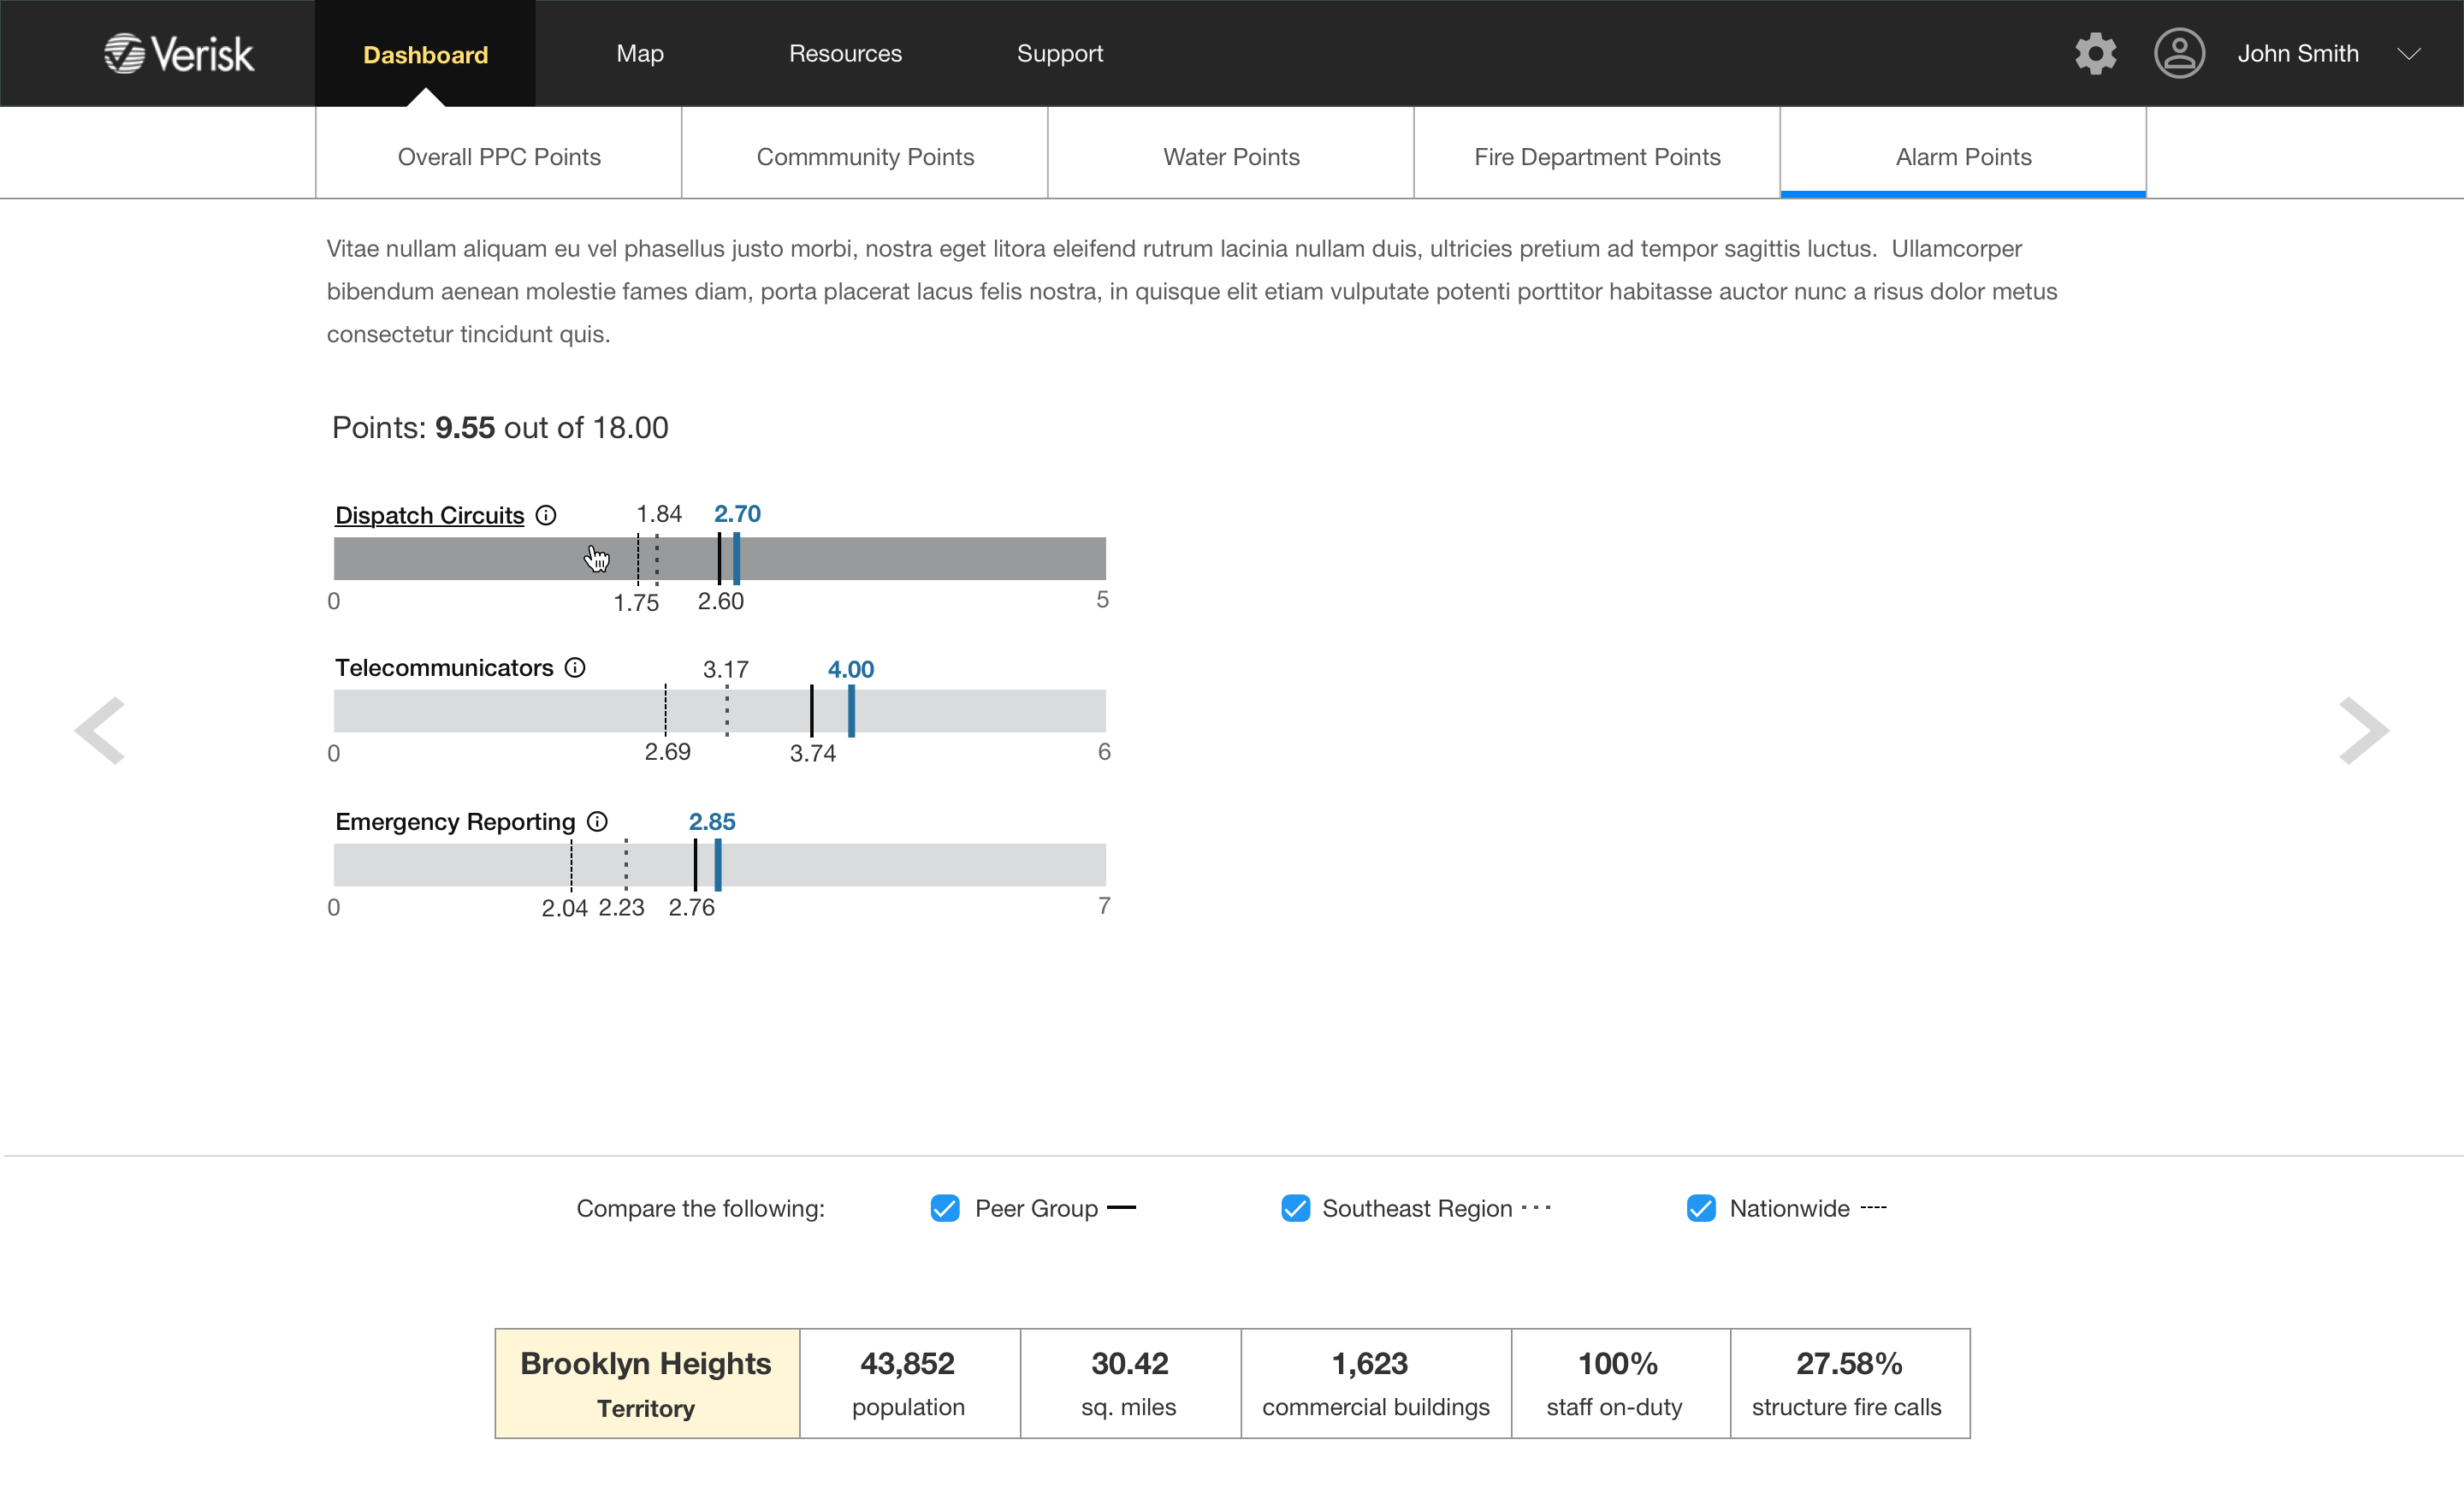 Verisk
Dashboard
Map
Resources
Support
John Smith
Overall PPC Points
Commmunity Points
Water Points
Fire Department Points
Alarm Points
Vitae nullam aliquam eu vel phasellus justo morbi, nostra eget litora eleifend rutrum lacinia nullam duis, ultricies pretium ad tempor sagittis luctus.  Ullamcorper
bibendum aenean molestie fames diam, porta placerat lacus felis nostra, in quisque elit etiam vulputate potenti porttitor habitasse auctor nunc a risus dolor metus
consectetur tincidunt quis.
Points: 9.55 out of 18.00
Dispatch Circuits
1.84
2.70
0
1.75
2.60
5
Telecommunicators
3.17
4.00
0
2.69
3.74
6
Emergency Reporting
2.85
0
2.04
2.23
2.76
7
Compare the following:
Peer Group
Southeast Region
Nationwide
Brooklyn Heights
Territory
43,852
population
30.42
sq. miles
1,623
commercial buildings
100%
staff on-duty
27.58%
structure fire calls